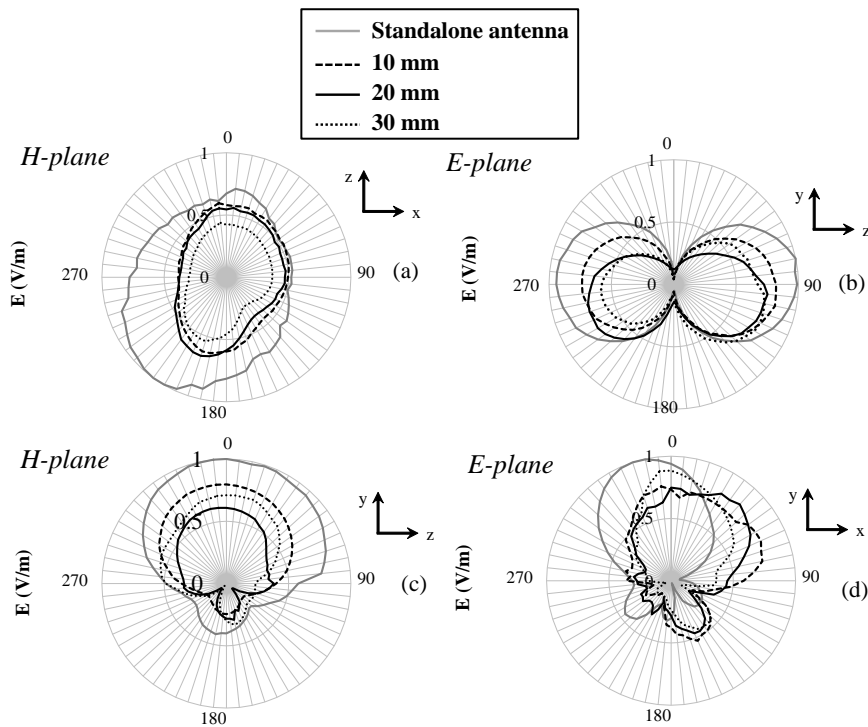 Standalone antenna
10 mm
20 mm
30 mm
H-plane
0
1
0.5
0
90
180
270
E (V/m)
z
x
(a)
E-plane
0
1
0.5
0
90
180
270
E (V/m)
y
z
(b)
H-plane
0
1
0.5
0
90
180
270
E (V/m)
y
z
(c)
E-plane
0
1
.5
0
90
180
270
y
x
(d)